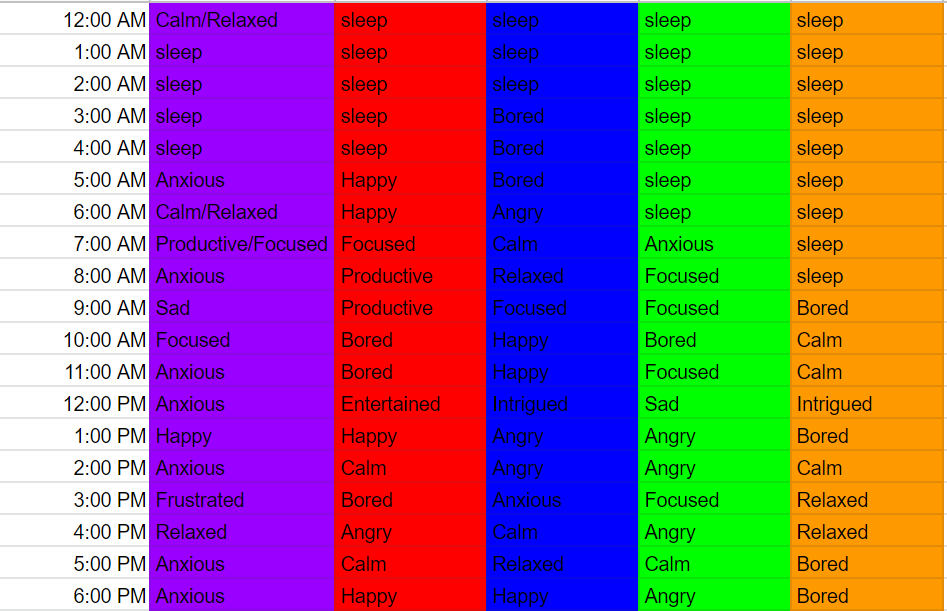 12:00 AM Calm/Relaxed sleep sleep sleep sleep
1:00 AM sleep sleep sleep sleep sleep
2:00 AM sleep sleep sleep sleep sleep
3:00 AM sleep sleep Bored sleep sleep
4:00 AM sleep sleep Bored sleep sleep
5:00 AM Anxious Happy Bored sleep sleep
6:00 AM Calm/Relaxed Happy Angry sleep sleep
7:00 AM Productive/Focused Focused Calm Anxious sleep
8:00 AM Anxious Productive Relaxed Focused sleep
9:00 AM Sad Productive Focused Focused Bored
10:00 AM Focused Bored Happy Bored Calm
11:00 AM Anxious Bored Happy Focused Calm
12:00 PM Anxious Entertained Intrigued Sad Intrigued
1:00 PM Happy Happy Angry Angry Bored
2:00 PM Anxious Calm Angry Angry Calm
3:00 PM Frustrated Bored Anxious Focused Relaxed
4:00 PM Relaxed Angry Calm Angry Relaxed
5:00 PM Anxious Calm Relaxed Calm Bored
6:00 PM Anxious Happy Happy Angry Bored